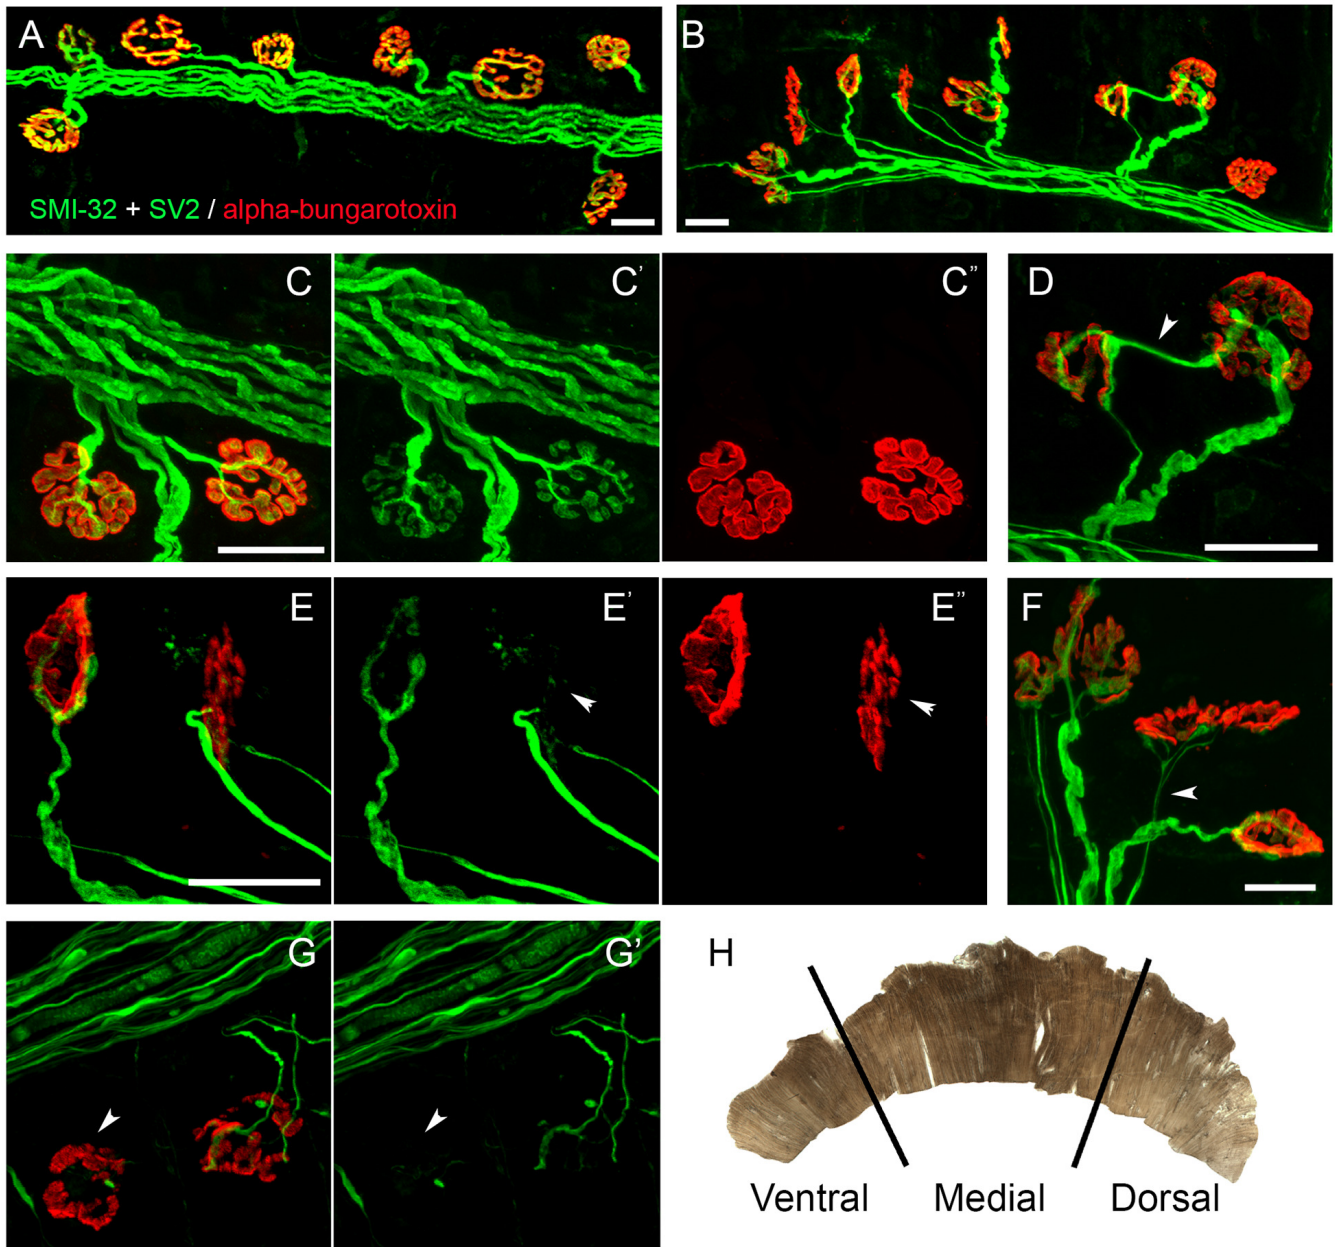 A
B
SMI-32 + SV2 / alpha-bungarotoxin
C
C’
C”
D
E
E’
E”
F
G
G’
H
Ventral Medial Dorsal